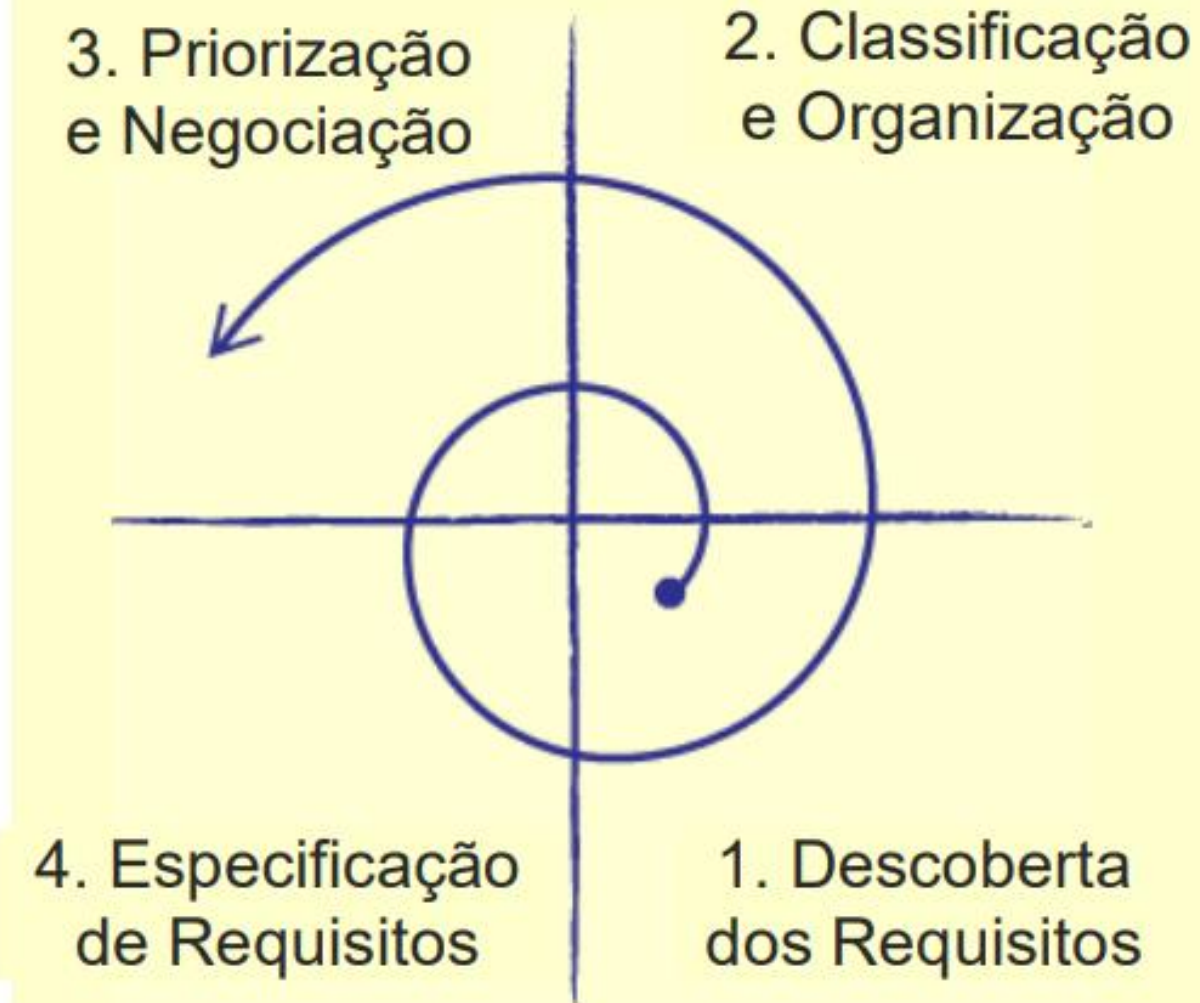 3. Priorização
e Negociação
2. Classificação
e Organização
4. Especificação
de Requisitos
1. Descoberta
dos Requisitos